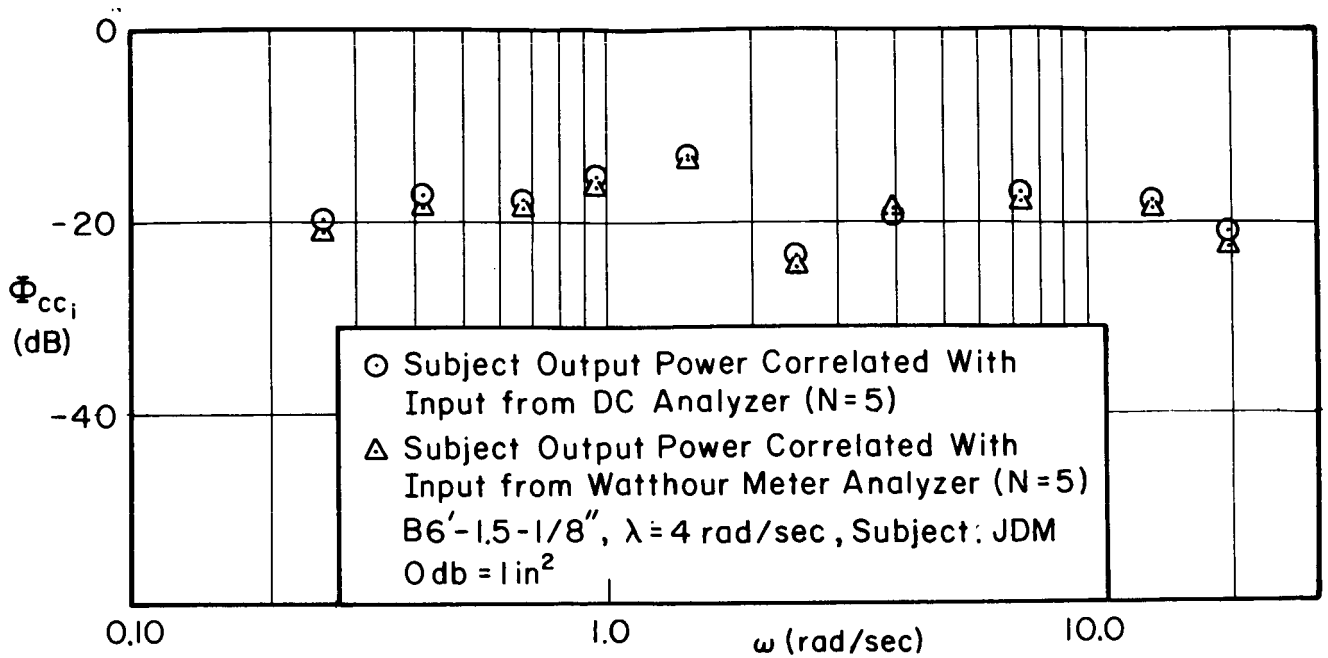 0
-20
-40
Φcci
(dB)
⊙ Subject Output Power Correlated With
Input from DC Analyzer (N=5)
△ Subject Output Power Correlated With
Input from Watthour Meter Analyzer (N=5)
B6′-1.5-1/8″, λ=4 rad/sec, Subject: JDM
0 db = 1 in²
0.10
1.0
10.0
ω (rad/sec)